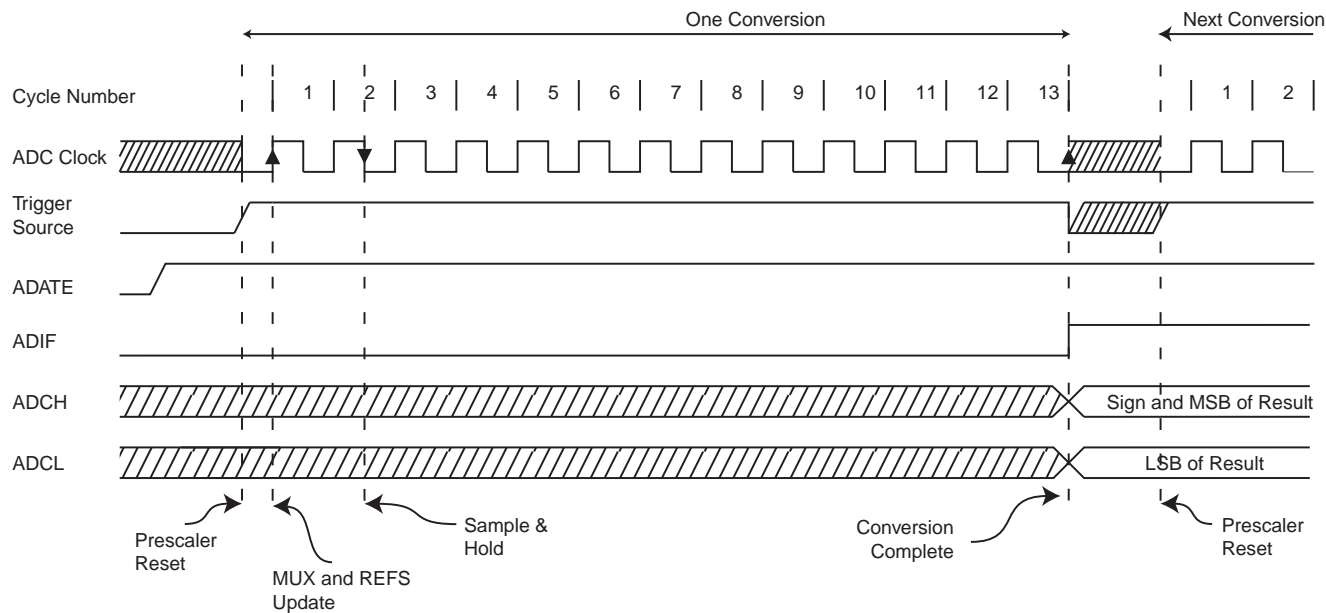 One Conversion
Next Conversion
Cycle Number
1 2 3 4 5 6 7 8 9 10 11 12 13 1 2
ADC Clock
Trigger
Source
ADATE
ADIF
ADCH
Sign and MSB of Result
ADCL
LSB of Result
Prescaler
Reset
MUX and REFS
Update
Sample &
Hold
Conversion
Complete
Prescaler
Reset